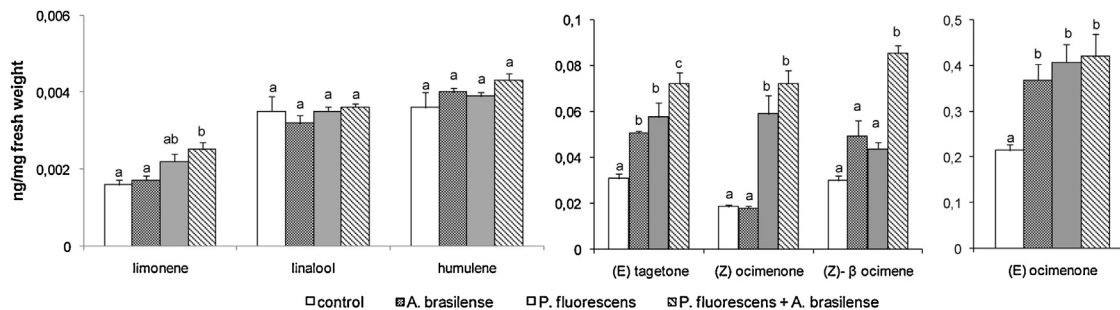 ng/mg fresh weight
0,006
0,004
0,002
0
a
a
ab
b
a
a
a
a
a
a
a
a
limonene
linalool
humulene
0,1
0,08
0,06
0,04
0,02
0
a
b
b
c
a
a
b
b
a
a
a
b
(E) tagetone
(Z) ocimenone
(Z)- β ocimene
0,5
0,4
0,3
0,2
0,1
0
a
b
b
b
(E) ocimenone
control
A. brasilense
P. fluorescens
P. fluorescens + A. brasilense